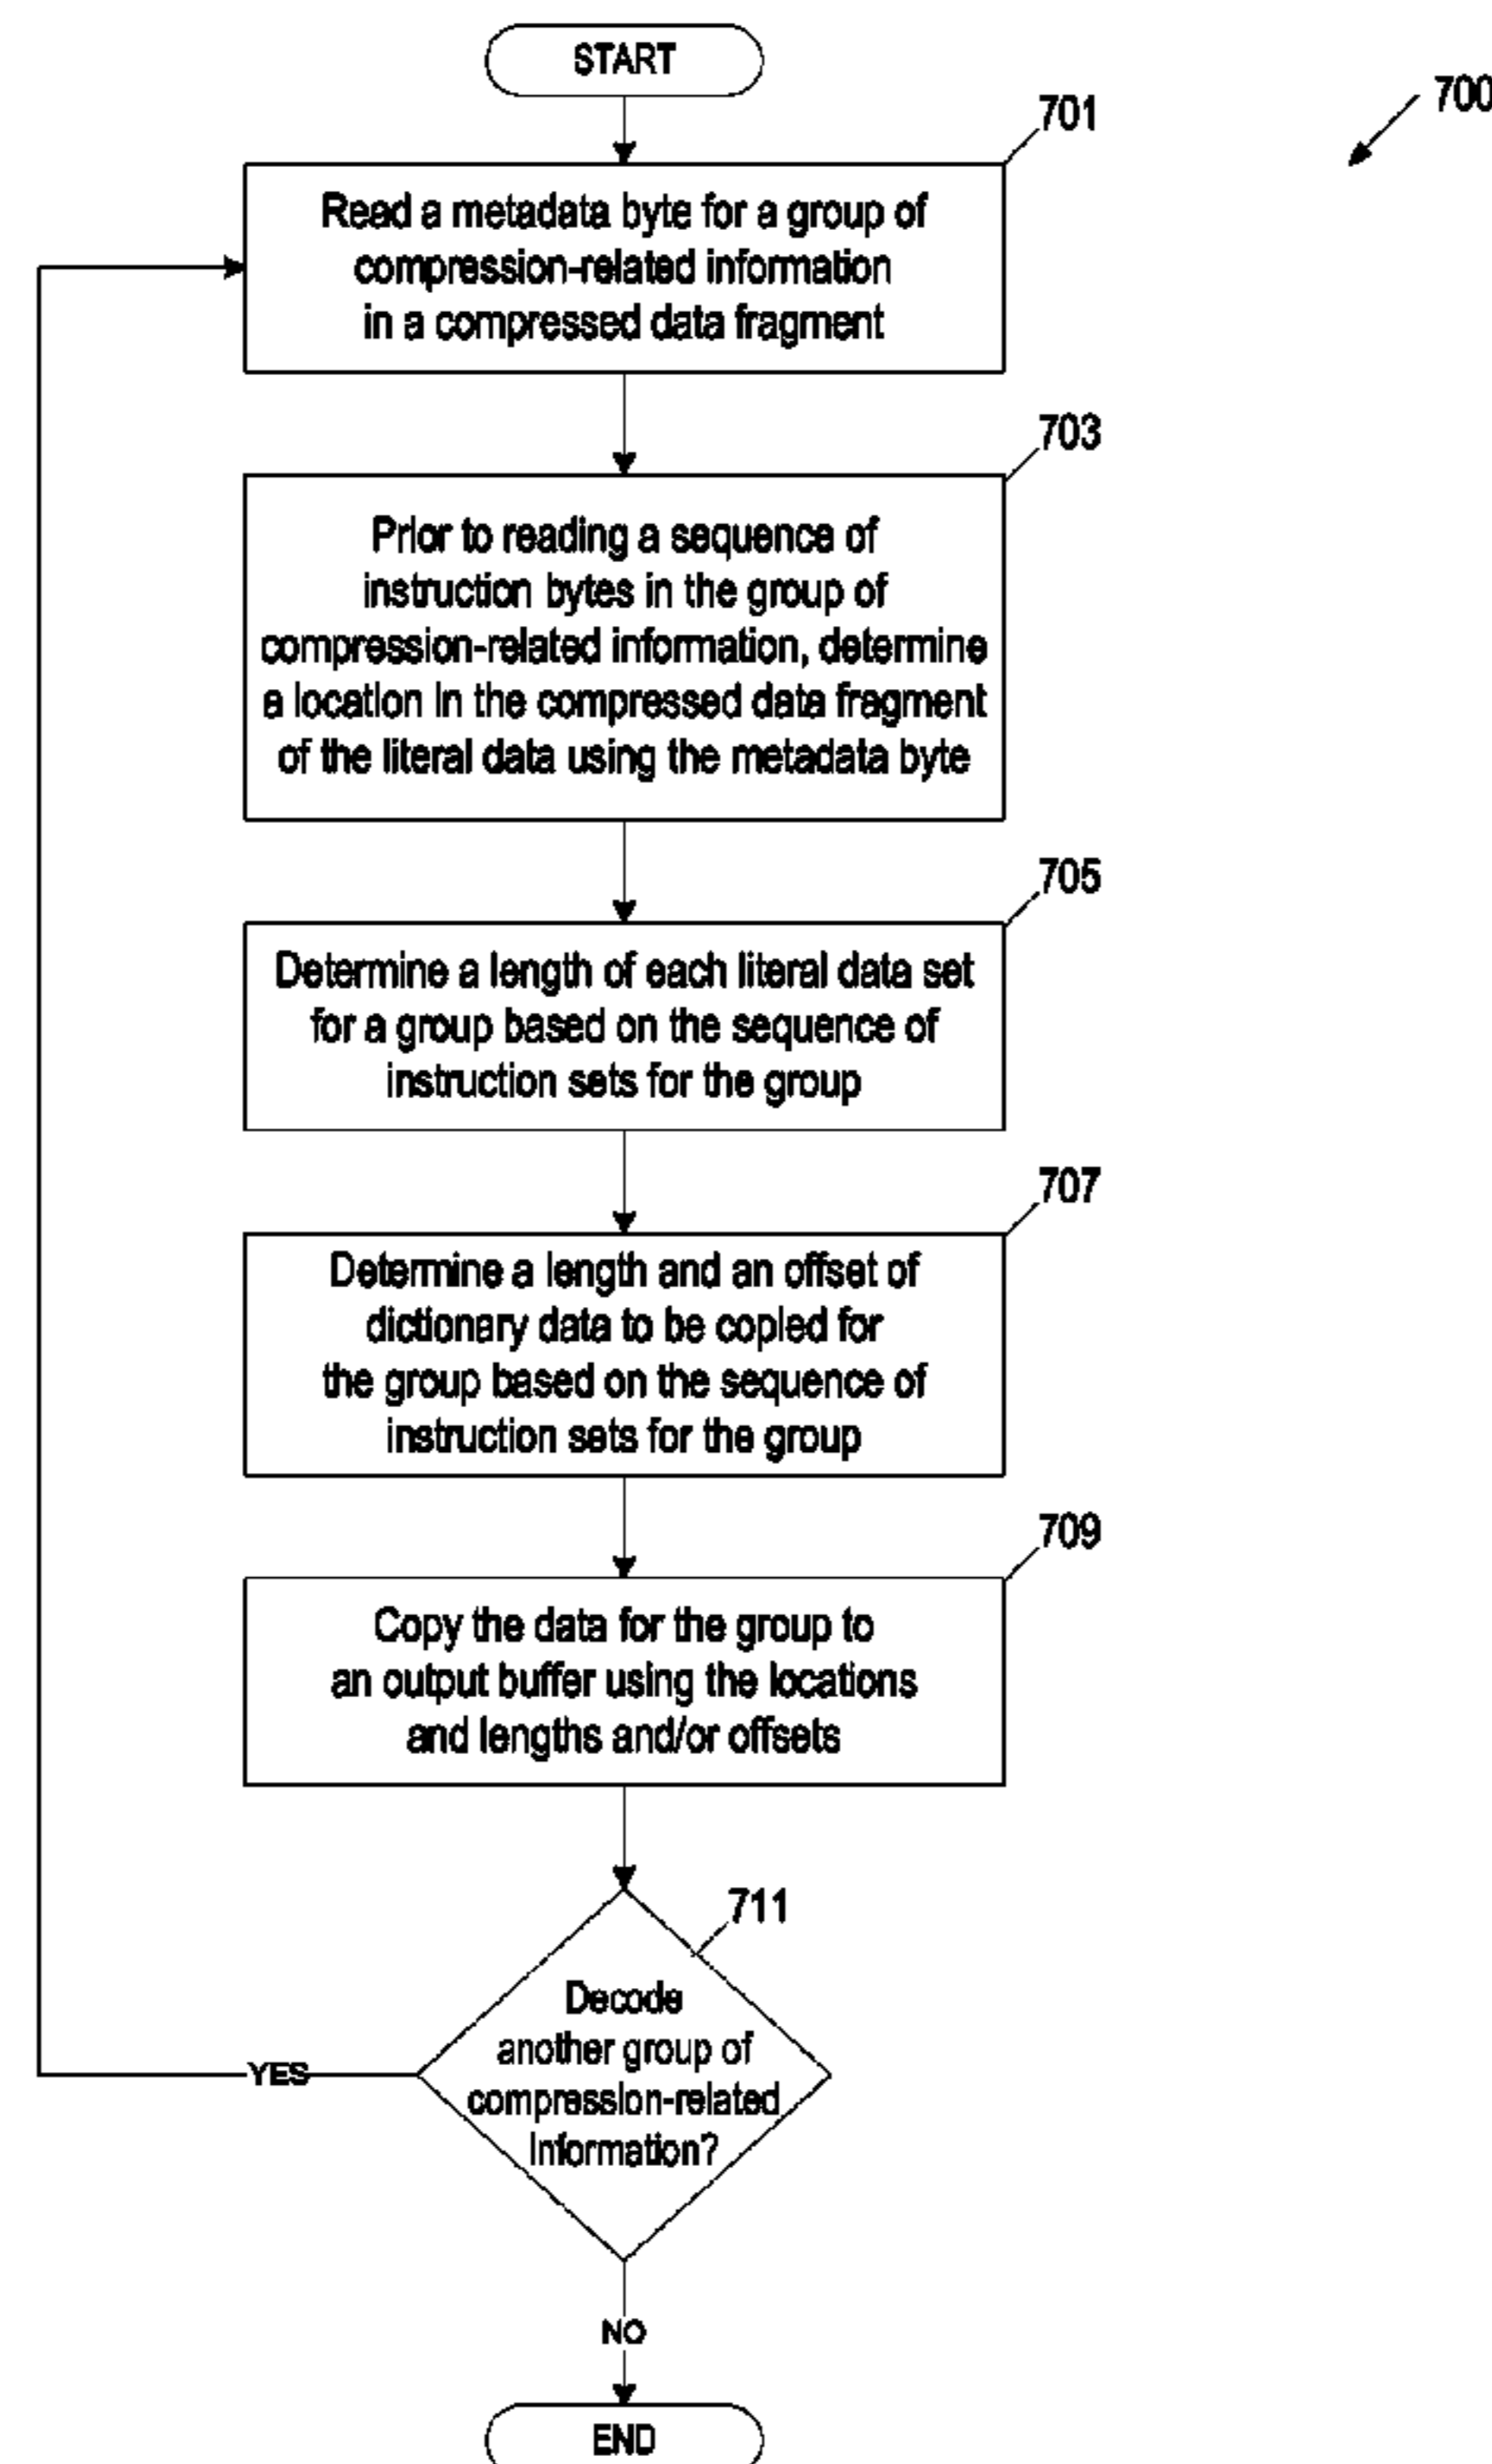 START
700
701
Read a metadata byte for a group of
compression-related information
in a compressed data fragment
703
Prior to reading a sequence of
instruction bytes in the group of
compression-related information, determine
a location in the compressed data fragment
of the literal data using the metadata byte
705
Determine a length of each literal data set
for a group based on the sequence of
instruction sets for the group
707
Determine a length and an offset of
dictionary data to be copied for
the group based on the sequence of
instruction sets for the group
709
Copy the data for the group to
an output buffer using the locations
and lengths and/or offsets
711
Decode
another group of
compression-related
Information?
YES
NO
END